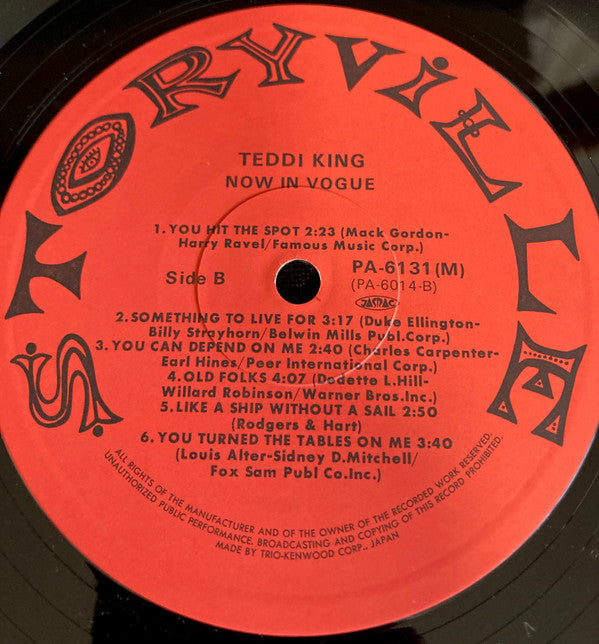 STORYVILLE
TEDDI KING
NOW IN VOGUE
1. YOU HIT THE SPOT 2:23 (Mack Gordon-
Harry Ravel/Famous Music Corp.)
Side B
PA-6131 (M)
(PA-6014-B)
JASRAC
2. SOMETHING TO LIVE FOR 3:17 (Duke Ellington-
Billy Strayhorn/Belwin Mills Publ.Corp.)
3. YOU CAN DEPEND ON ME 2:40 (Charles Carpenter-
Earl Hines/Peer International Corp.)
4. OLD FOLKS 4:07 (Dedette L.Hill-
Willard Robinson/Warner Bros.Inc.)
5. LIKE A SHIP WITHOUT A SAIL 2:50
(Rodgers & Hart)
6. YOU TURNED THE TABLES ON ME 3:40
(Louis Alter-Sidney D.Mitchell/
Fox Sam Publ Co.Inc.)
ALL RIGHTS OF THE MANUFACTURER AND OF THE OWNER OF THE RECORDED WORK RESERVED.
UNAUTHORIZED PUBLIC PERFORMANCE. BROADCASTING AND COPYING OF THIS RECORD PROHIBITED.
MADE BY TRIO-KENWOOD CORP., JAPAN